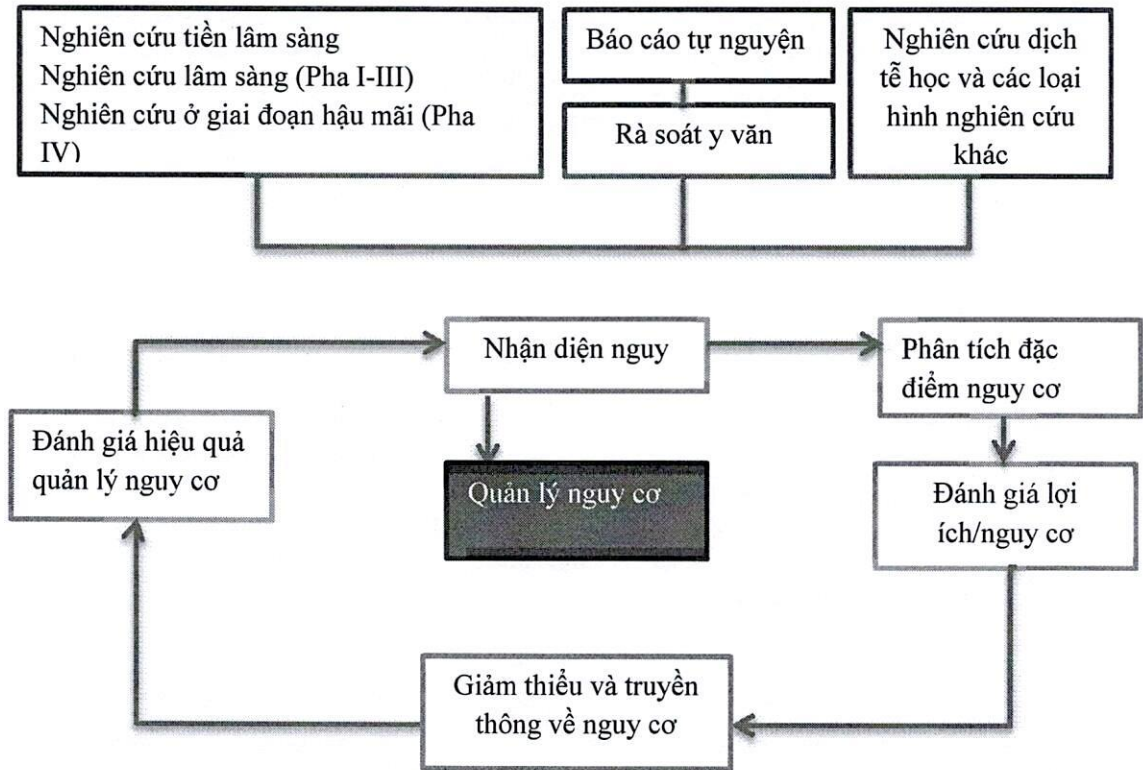 Nghiên cứu tiền lâm sàng
Nghiên cứu lâm sàng (Pha I-III)
Nghiên cứu ở giai đoạn hậu mãi (Pha
IV)
Báo cáo tự nguyện
Rà soát y văn
Nghiên cứu dịch
tễ học và các loại
hình nghiên cứu
khác
Nhận diện nguy
Phân tích đặc
điểm nguy cơ
Đánh giá hiệu quả
quản lý nguy cơ
Quản lý nguy cơ
Đánh giá lợi
ích/nguy cơ
Giảm thiểu và truyền
thông về nguy cơ